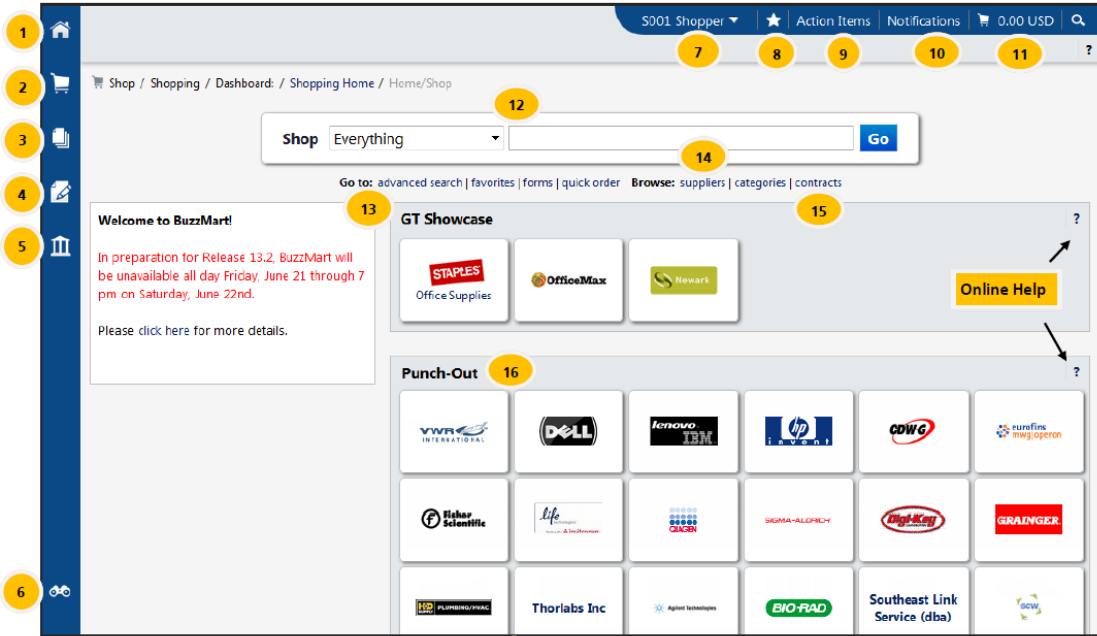 1
S001 Shopper
Action Items
Notifications
0.00 USD
7
8
9
10
11
?
2
Shop / Shopping / Dashboard: / Shopping Home / Home/Shop
12
3
Shop
Everything
Go
14
4
Go to: advanced search | favorites | forms | quick order Browse: suppliers | categories | contracts
13
15
5
Welcome to BuzzMart!
In preparation for Release 13.2, BuzzMart will
be unavailable all day Friday, June 21 through 7
pm on Saturday, June 22nd.
Please click here for more details.
GT Showcase
?
STAPLES
Office Supplies
OfficeMax
Newark
Online Help
Punch-Out
16
?
VWR
INTERNATIONAL
DELL
lenovo
IBM
hp
invent
CDWG
eurofins
mwg|operon
Fisher
Scientific
life
QIAGEN
SIGMA-ALDRICH
Digi-Key
GRAINGER
6
HD
PLUMBING/HVAC
Thorlabs Inc
Agilent Technologies
BIO-RAD
Southeast Link
Service (dba)
scw